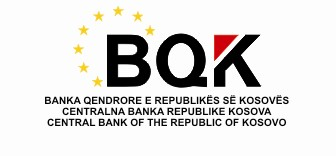 BQK
BANKA QENDRORE E REPUBLIKËS SË KOSOVËS
CENTRALNA BANKA REPUBLIKE KOSOVA
CENTRAL BANK OF THE REPUBLIC OF KOSOVO